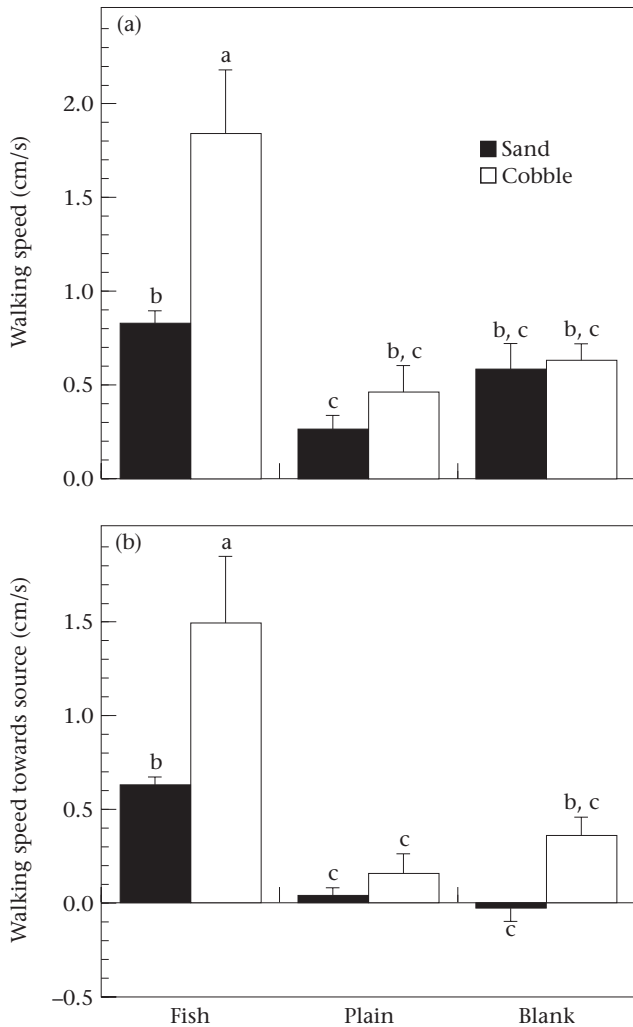 (a)
a
2.0
Sand
Cobble
1.5
Walking speed (cm/s)
1.0
b
b, c
b, c
b, c
0.5
c
0.0
(b)
a
1.5
Walking speed towards source (cm/s)
1.0
b
0.5
b, c
c
c
0.0
c
–0.5
Fish
Plain
Blank